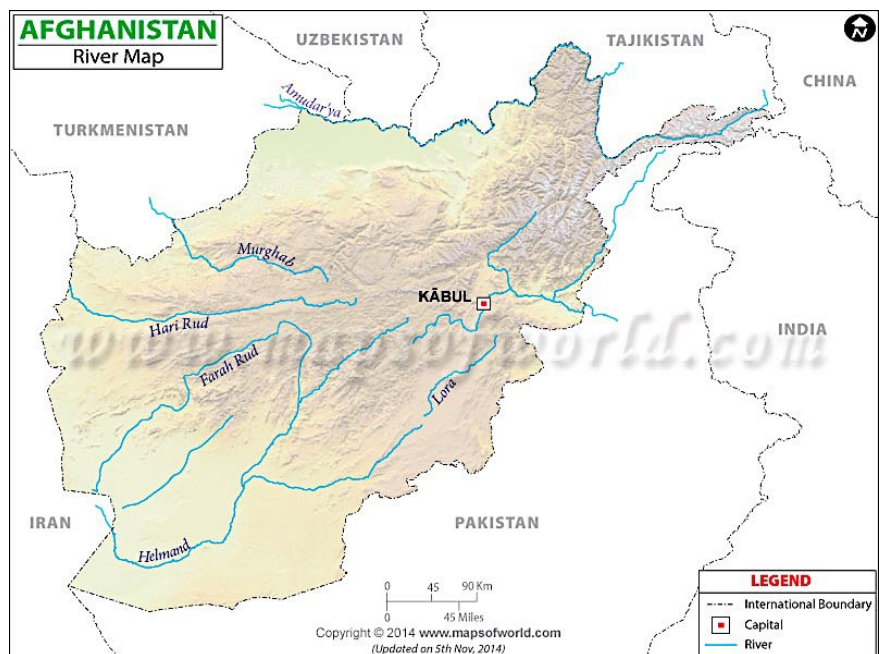 AFGHANISTAN
River Map
UZBEKISTAN
TAJIKISTAN
N
CHINA
Amudar'ya
TURKMENISTAN
Murghab
KĀBUL
Hari Rud
INDIA
www.mapsofworld.com
Farah Rud
Lora
IRAN
PAKISTAN
Helmand
0 45 90 Km
0 45 Miles
Copyright © 2014 www.mapsofworld.com
(Updated on 5th Nov, 2014)
LEGEND
International Boundary
Capital
River